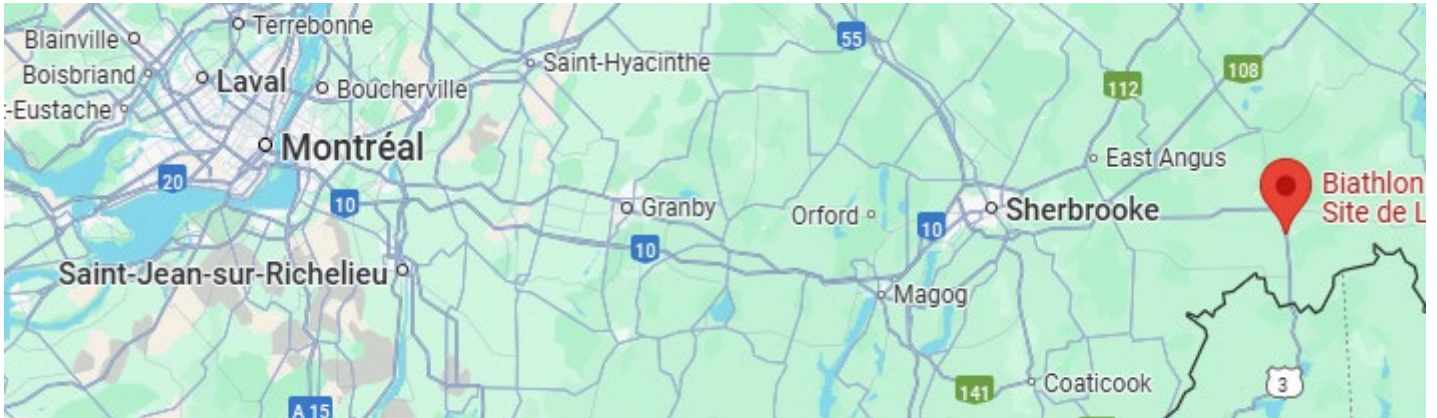 Terrebonne
Blainville
55
Saint-Hyacinthe
Boisbriand
Laval
108
112
Boucherville
-Eustache
Montréal
East Angus
20
Biathlon
10
Granby
Orford
Sherbrooke
Site de L
10
10
Saint-Jean-sur-Richelieu
Magog
141
Coaticook
3
A 15